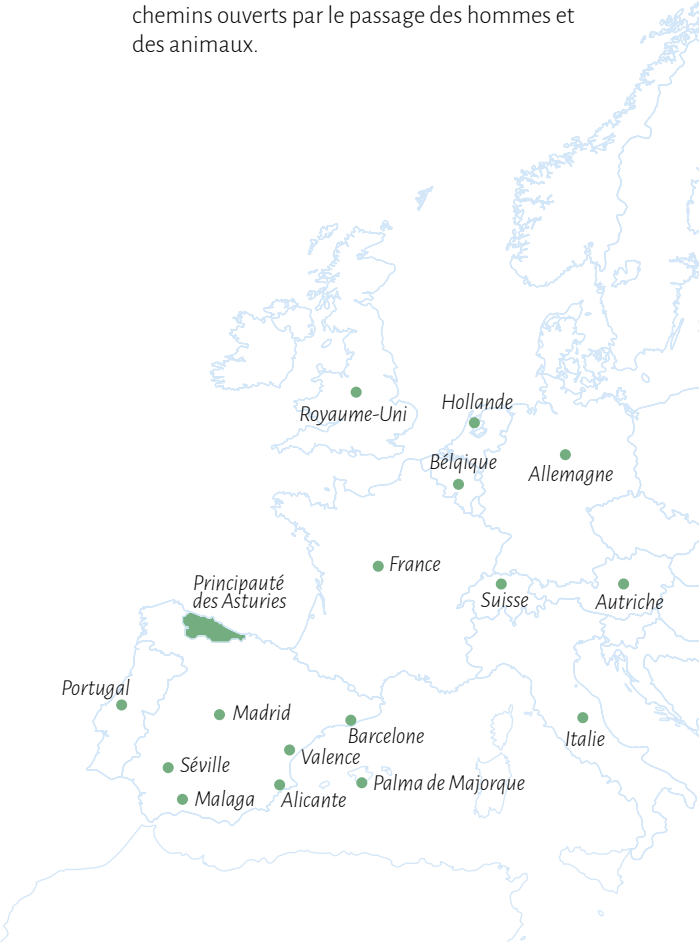 chemins ouverts par le passage des hommes et
des animaux.
Hollande
Royaume-Uni
Bélqique
Allemagne
France
Principauté
des Asturies
Suisse
Autriche
Portugal
Madrid
Barcelone
Italie
Valence
Séville
Palma de Majorque
Malaga
Alicante